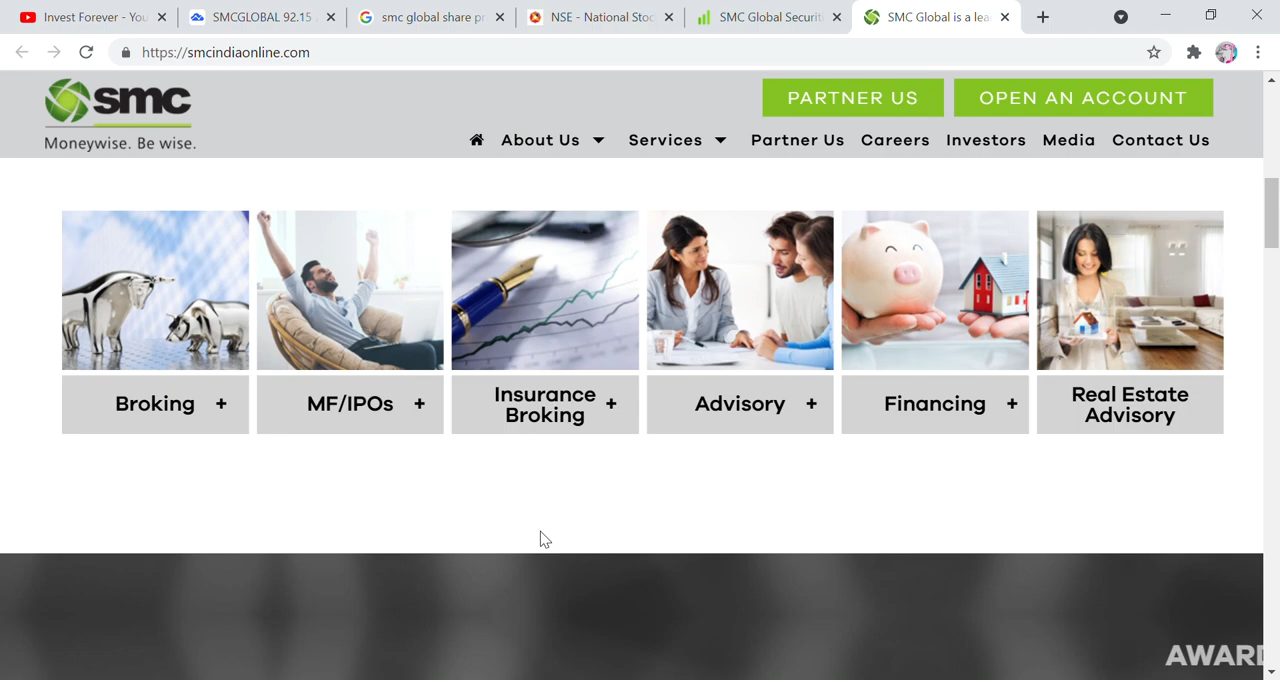 Invest Forever - You
SMCGLOBAL 92.15
smc global share pr
NSE - National Stoc
SMC Global Securiti
SMC Global is a lea
https://smcindiaonline.com
smc
Moneywise. Be wise.
PARTNER US
OPEN AN ACCOUNT
About Us
Services
Partner Us
Careers
Investors
Media
Contact Us
Broking +
MF/IPOs +
Insurance
Broking +
Advisory +
Financing +
Real Estate
Advisory
AWARD